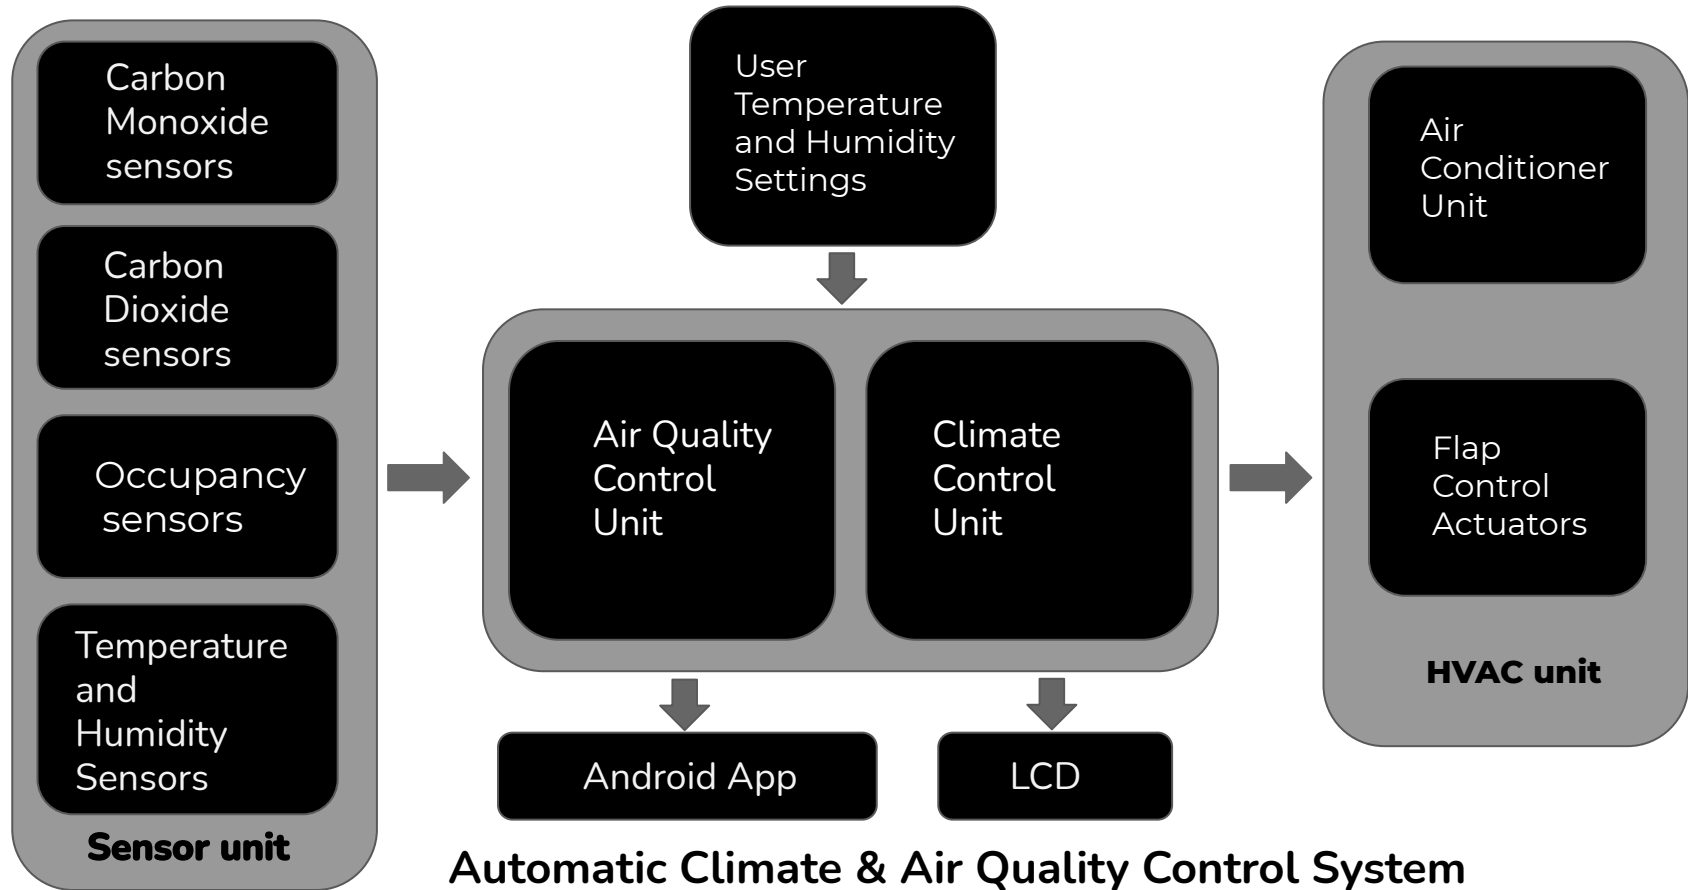 Carbon
Monoxide
sensors
Carbon
Dioxide
sensors
Occupancy
sensors
Temperature
and
Humidity
Sensors
Sensor unit
User
Temperature
and Humidity
Settings
Air Quality
Control
Unit
Climate
Control
Unit
Android App
LCD
Air
Conditioner
Unit
Flap
Control
Actuators
HVAC unit
Automatic Climate & Air Quality Control System